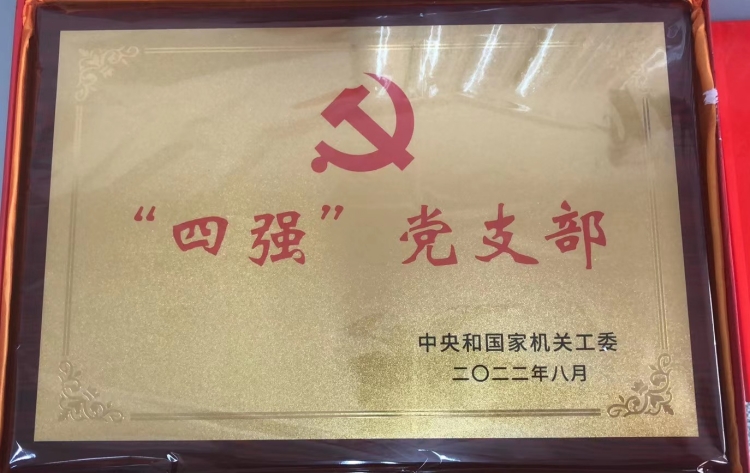 “四强”党支部
中央和国家机关工委
二〇二二年八月